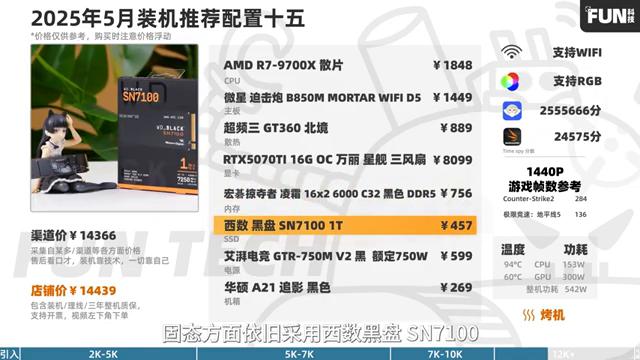 2025年5月装机推荐配置十五
*价格仅供参考，购买时注意价格浮动
FUN科技
WD_BLACK
SN7100
WD_BLACK
SN7100
1
7250
AMD R7-9700X 散片 ¥1848
CPU
微星 迫击炮 B850M MORTAR WIFI D5 ¥1449
主板
超频三 GT360 北境 ¥889
散热
RTX5070TI 16G OC 万丽 星舰 三风扇 ¥8099
显卡
宏碁掠夺者 凌霜 16x2 6000 C32 黑色 DDR5 ¥756
内存
西数 黑盘 SN7100 1T ¥457
SSD
艾湃电竞 GTR-750M V2 黑 额定750W ¥599
电源
华硕 A21 追影 黑色 ¥269
机箱
支持WIFI
支持RGB
2555666分
24575分
Time spy 分数
1440P
游戏帧数参考
Counter-Strike2 284
极限竞速：地平线5 136
温度 功耗
94°C CPU 153W
60°C GPU 300W
整机功耗 542W
烤机
渠道价 ¥14366
采集自某多/渠道等各方面价格
售后看口才，装机靠技术，一切靠自己
店铺价 ¥14439
包含装机/理线/三年整机质保，
支持开票，视频左下角下单
FUN TECH
固态方面依旧采用西数黑盘 SN7100
引入 2K-5K 5K-7K 7K-10K 12K+